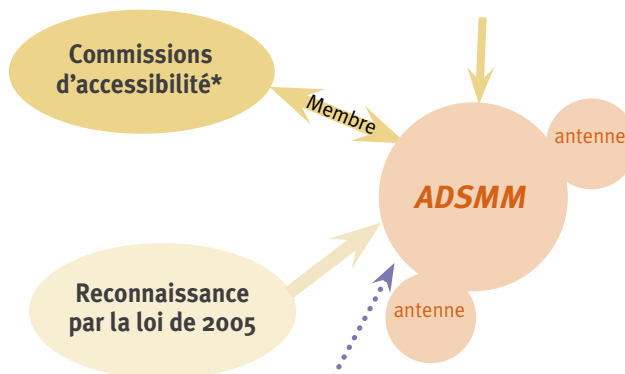 Commissions
d'accessibilité*
Membre
antenne
ADSMM
Reconnaissance
par la loi de 2005
antenne